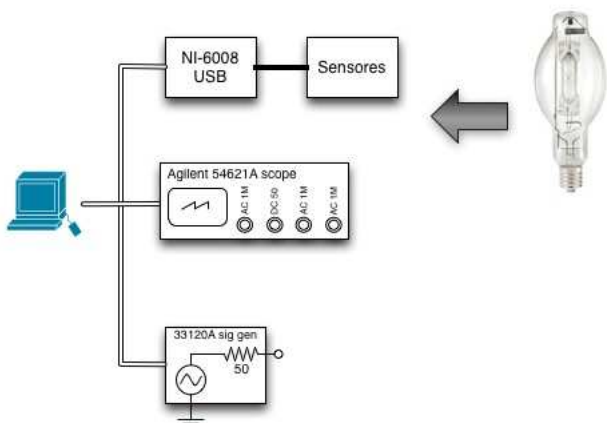 NI-6008
USB
Sensores
Agilent 54621A scope
AC 1M
DC 50
AC 1M
AC 1M
33120A sig gen
50